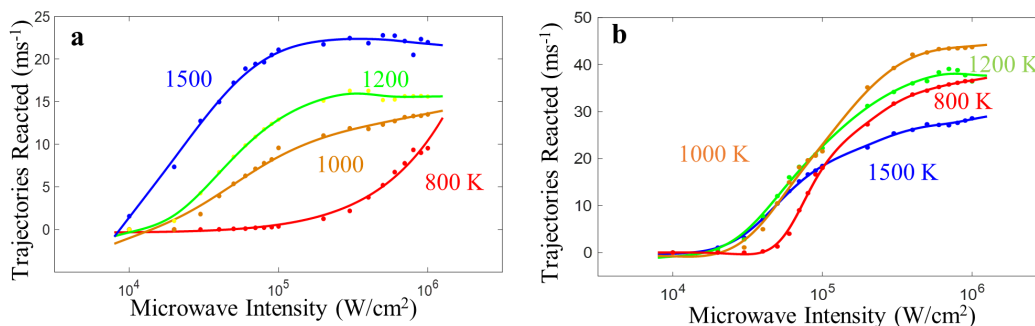 a
Trajectories Reacted (ms⁻¹)
25
20
15
10
5
0
1500
1200
1000
800 K
10⁴
10⁵
10⁶
Microwave Intensity (W/cm²)
b
Trajectories Reacted (ms⁻¹)
50
40
30
20
10
0
1200 K
800 K
1000 K
1500 K
10⁴
10⁵
10⁶
Microwave Intensity (W/cm²)